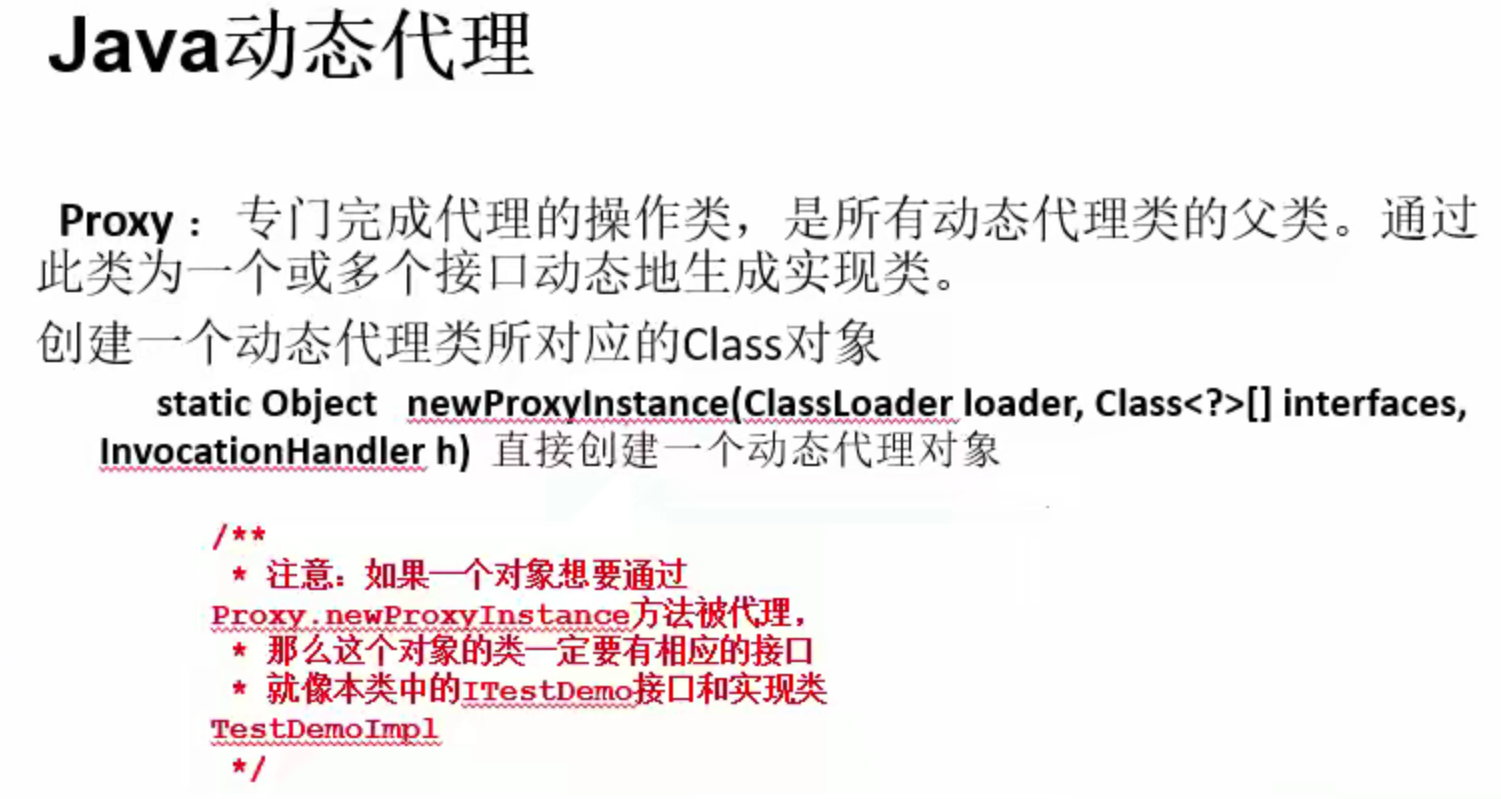 Java动态代理
Proxy： 专门完成代理的操作类，是所有动态代理类的父类。通过
此类为一个或多个接口动态地生成实现类。
创建一个动态代理类所对应的Class对象
static Object newProxyInstance(ClassLoader loader, Class<?>[] interfaces,
InvocationHandler h) 直接创建一个动态代理对象
/**
* 注意：如果一个对象想要通过
Proxy.newProxyInstance方法被代理，
* 那么这个对象的类一定要有相应的接口
* 就像本类中的ITestDemo接口和实现类
TestDemoImpl
*/